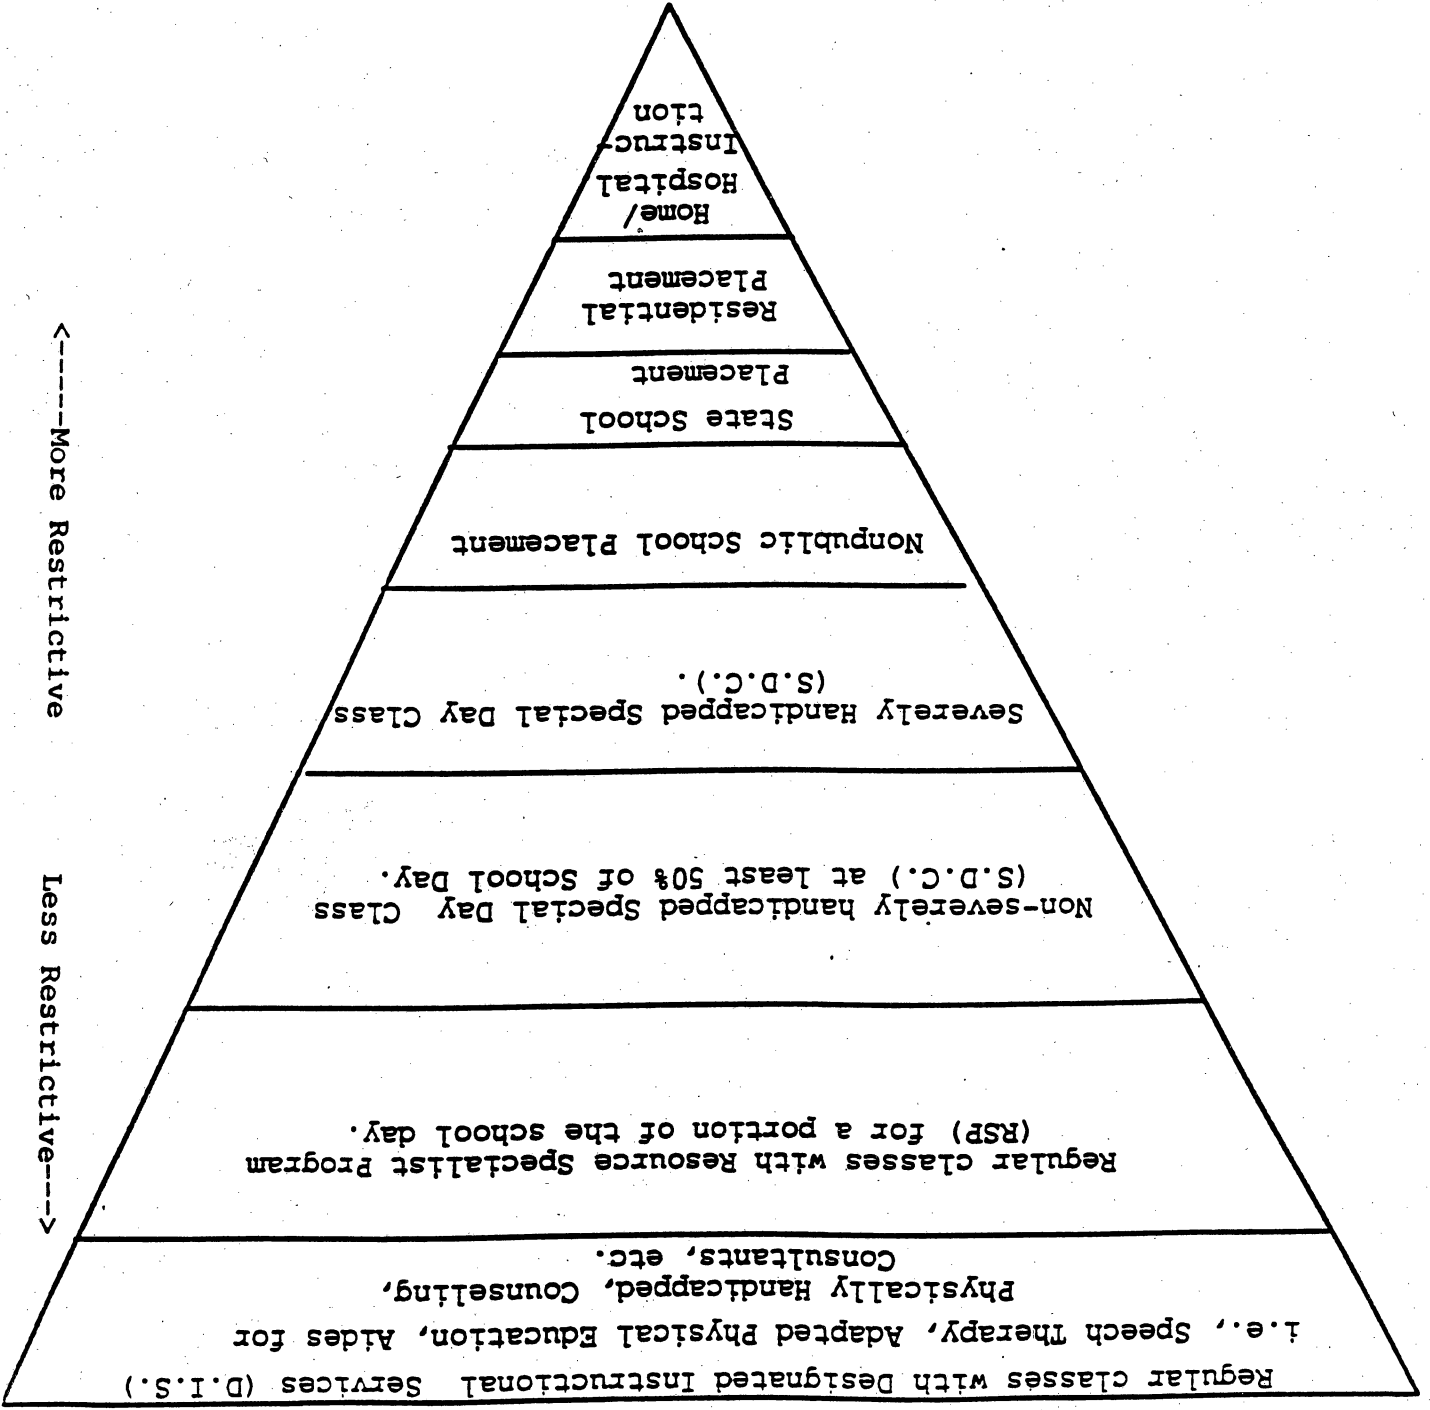 Regular classes with Designated Instructional Services (D.I.S.)
i.e., Speech Therapy, Adapted Physical Education, Aides for
Physically Handicapped, Counseling,
Consultants, etc.
Regular classes with Resource Specialist Program
(RSP) for a portion of the school day.
Non-severely handicapped Special Day Class
(S.D.C.) at least 50% of School Day.
Severely Handicapped Special Day Class
(S.D.C.).
Nonpublic School Placement
State School
Placement
Residential
Placement
Home/
Hospital
Instruc-
tion
<-----More Restrictive
Less Restrictive--->